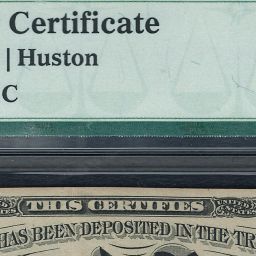 Certificate
| Huston
C
THIS CERTIFIES
HAS BEEN DEPOSITED IN THE TR